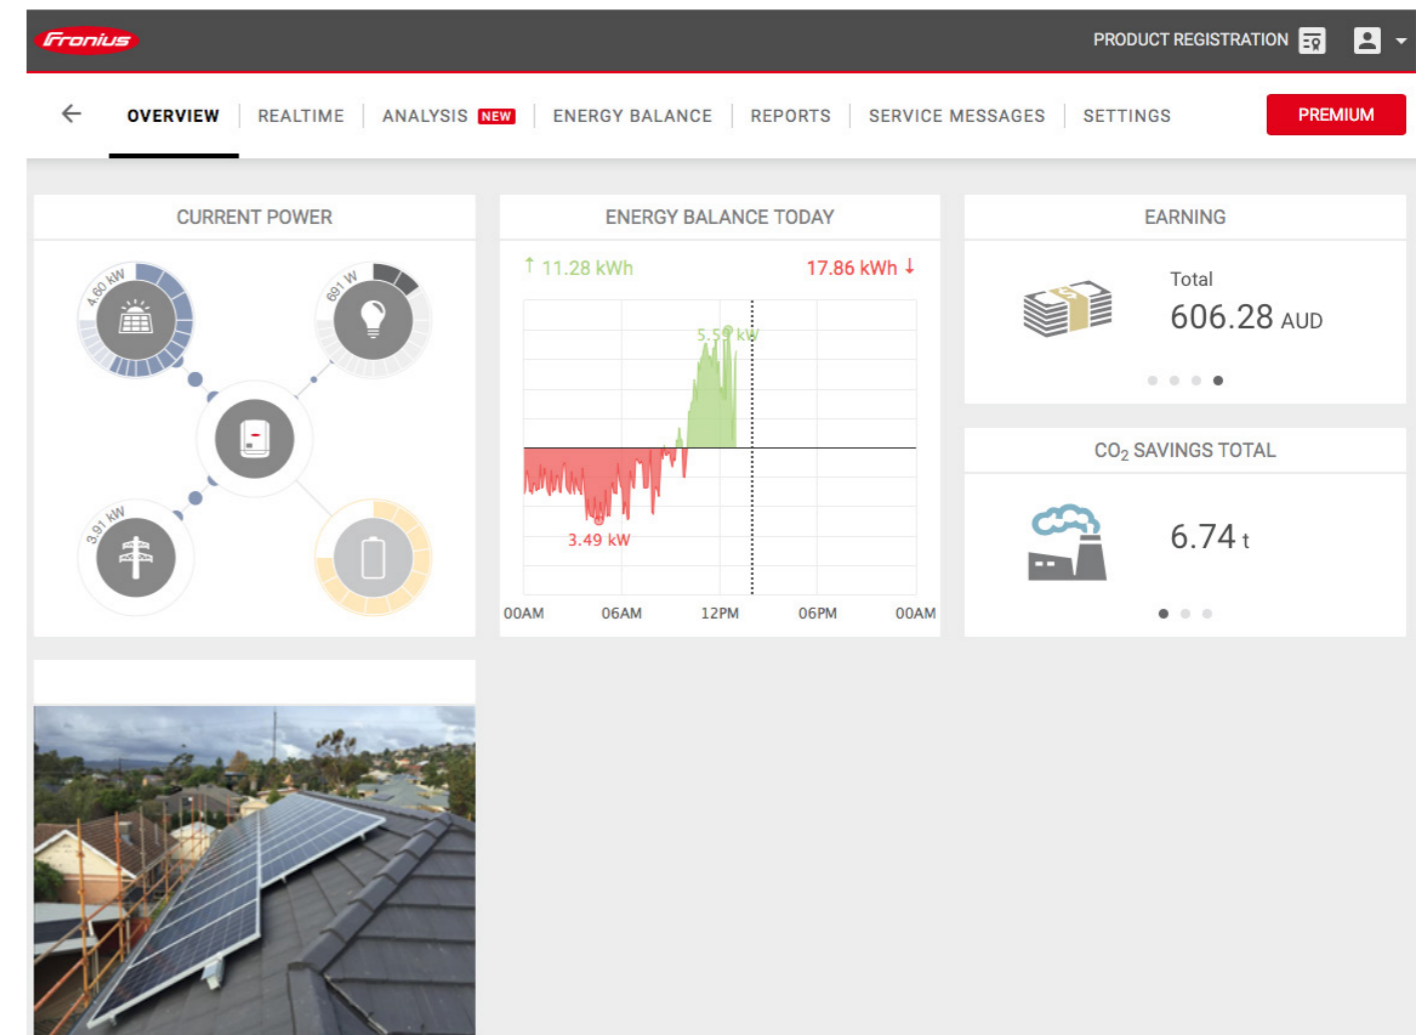 Fronius
PRODUCT REGISTRATION
OVERVIEW
REALTIME
ANALYSIS NEW
ENERGY BALANCE
REPORTS
SERVICE MESSAGES
SETTINGS
PREMIUM
CURRENT POWER
4.60 kW
691 W
3.91 kW
ENERGY BALANCE TODAY
↑ 11.28 kWh
17.86 kWh ↓
5.59 kW
3.49 kW
00AM
06AM
12PM
06PM
00AM
EARNING
Total
606.28 AUD
CO₂ SAVINGS TOTAL
6.74 t